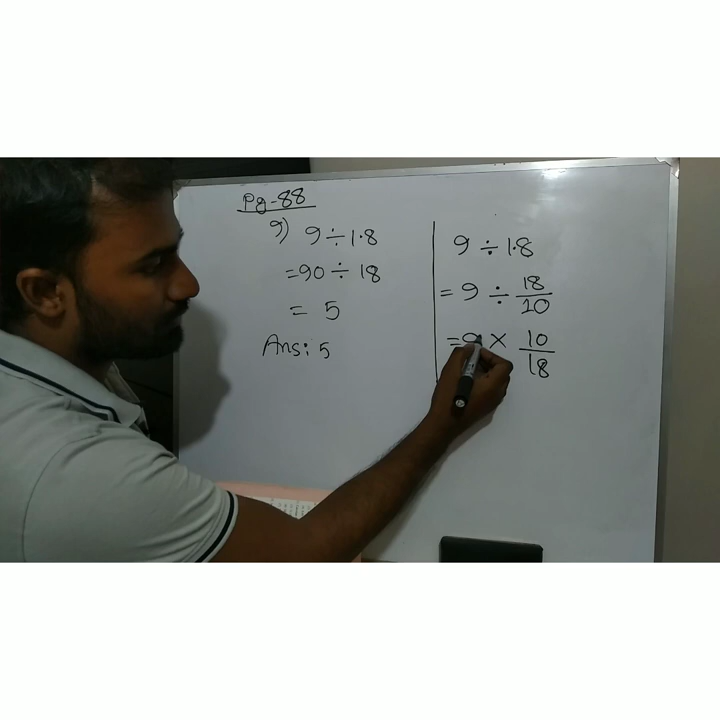 Pg-88
9) 9÷1.8
=90÷18
= 5
Ans: 5
9÷1.8
= 9 ÷ 18/10
= 9 × 10/18